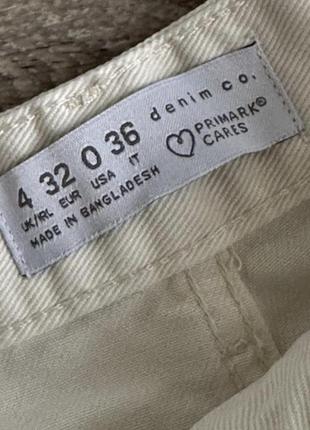 4 32 0 36 denim co.
UK/IRL EUR USA IT PRIMARK®
MADE IN BANGLADESH CARES